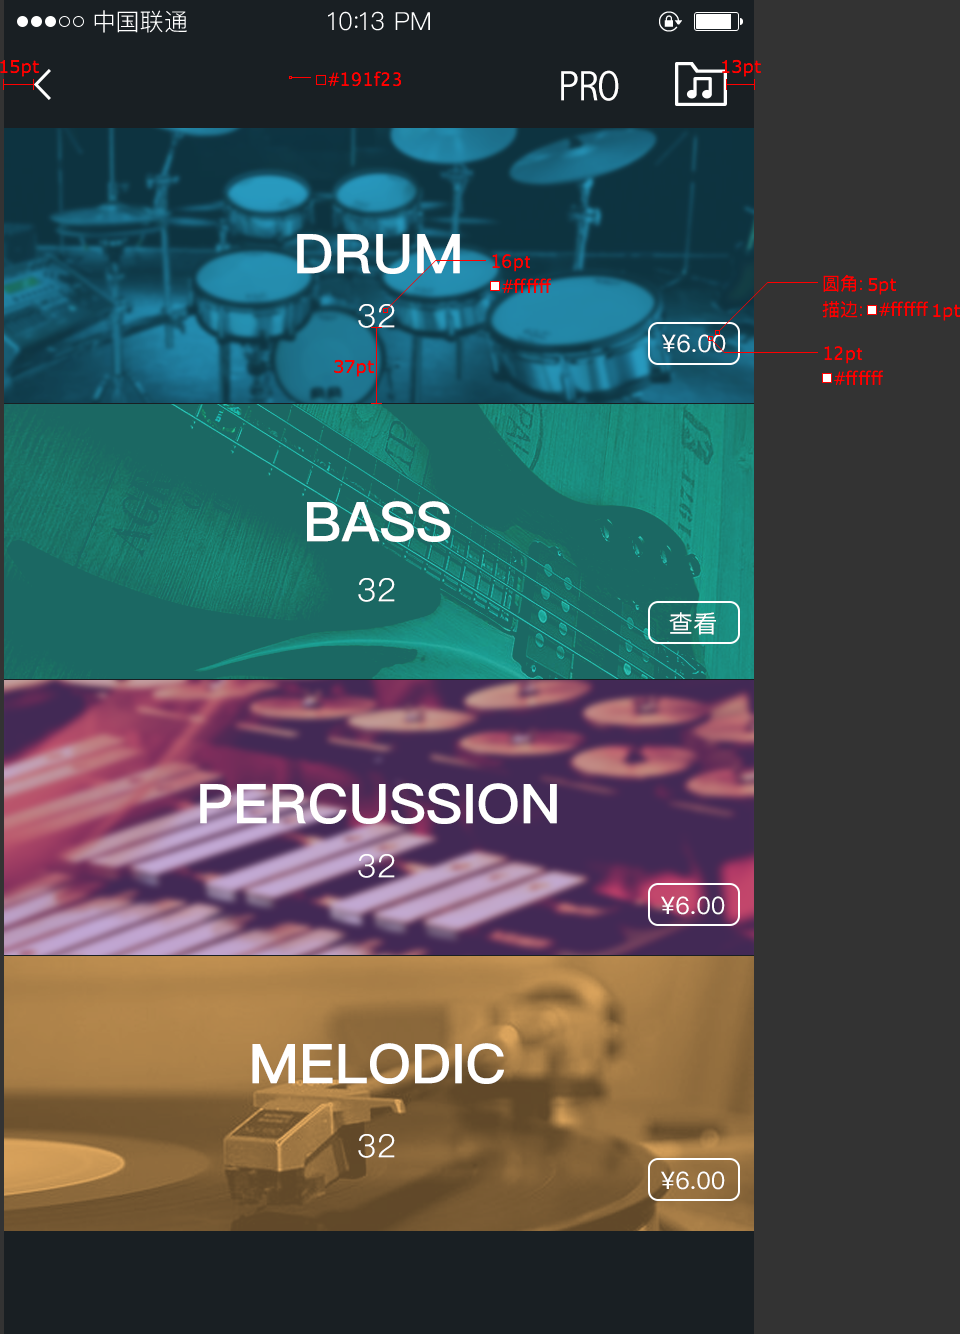 中国联通 10:13 PM
15pt #191f23 PRO 13pt
DRUM
16pt
#ffffff
32
37pt
¥6.00
圆角: 5pt
描边: #ffffff 1pt
12pt
#ffffff
BASS
32
查看
PERCUSSION
32
¥6.00
MELODIC
32
¥6.00